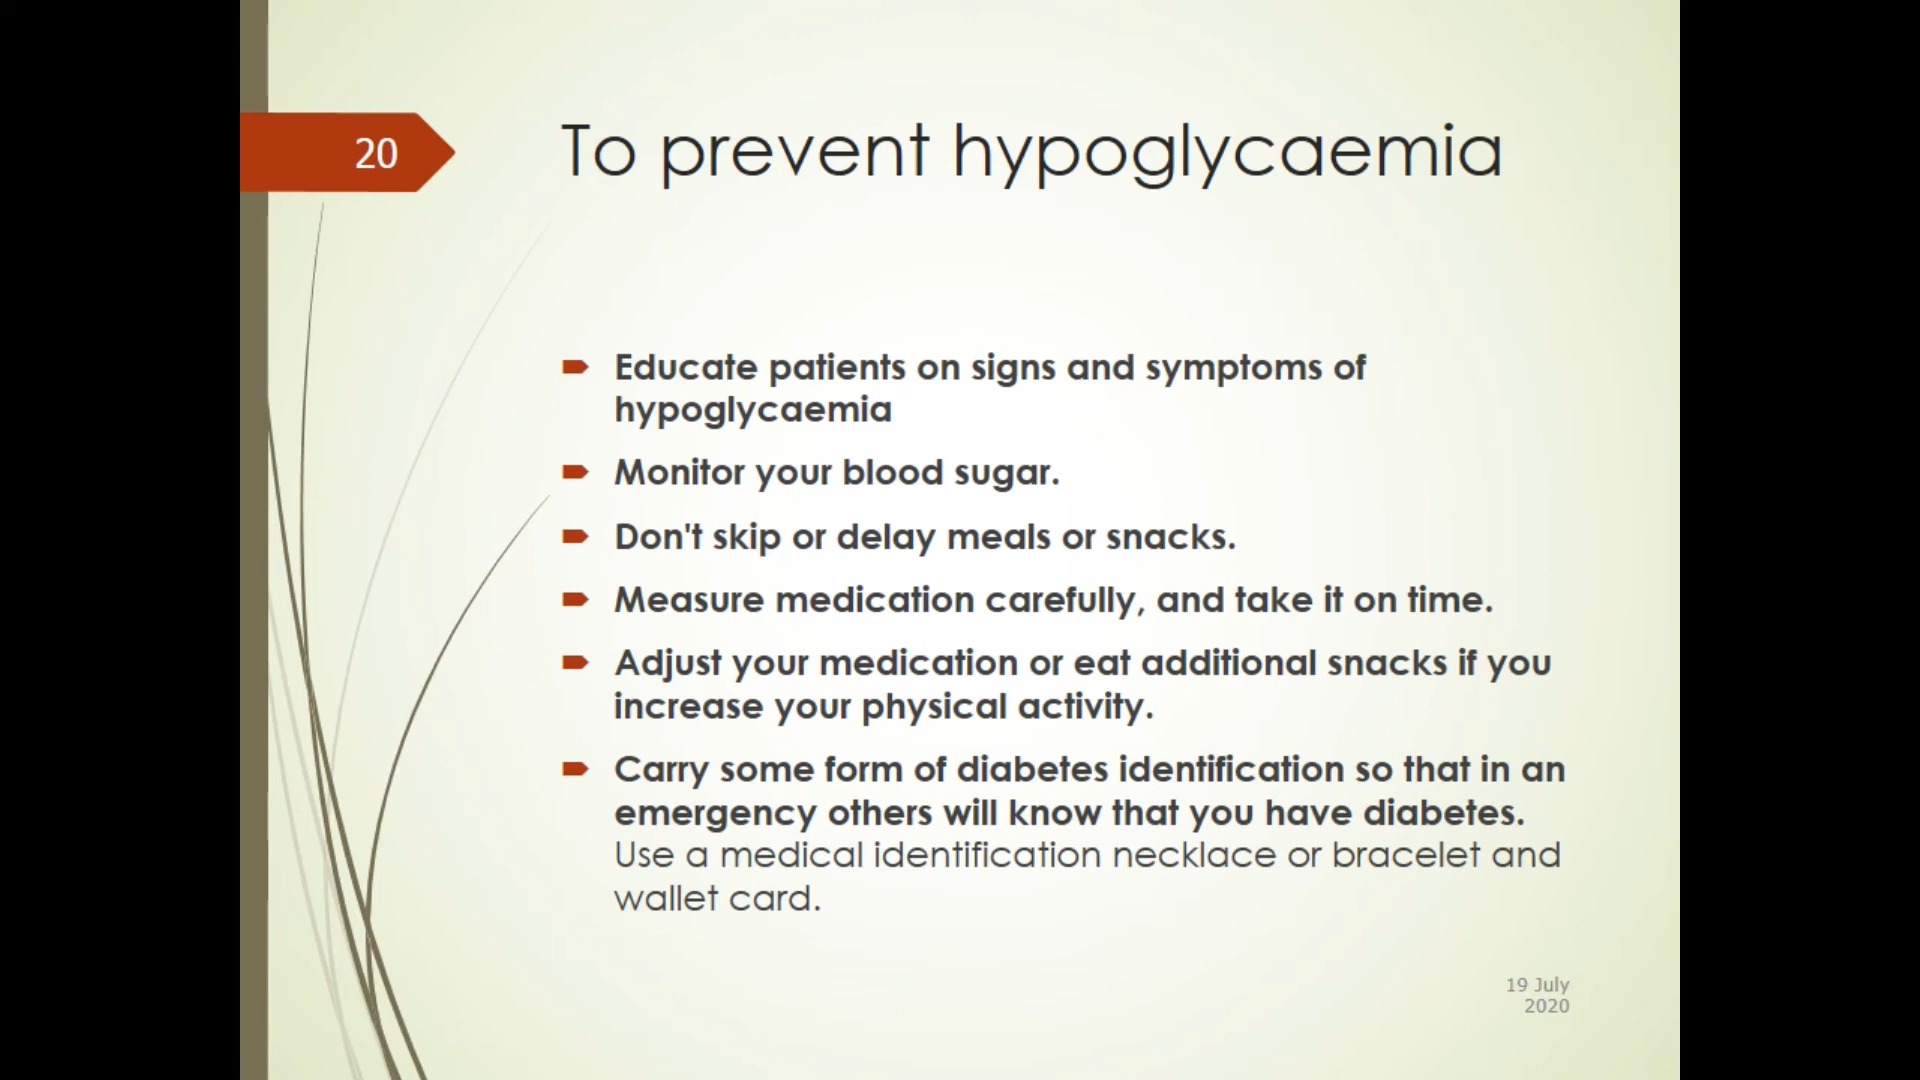 20
To prevent hypoglycaemia
Educate patients on signs and symptoms of
hypoglycaemia
Monitor your blood sugar.
Don't skip or delay meals or snacks.
Measure medication carefully, and take it on time.
Adjust your medication or eat additional snacks if you
increase your physical activity.
Carry some form of diabetes identification so that in an
emergency others will know that you have diabetes.
Use a medical identification necklace or bracelet and
wallet card.
19 July
2020